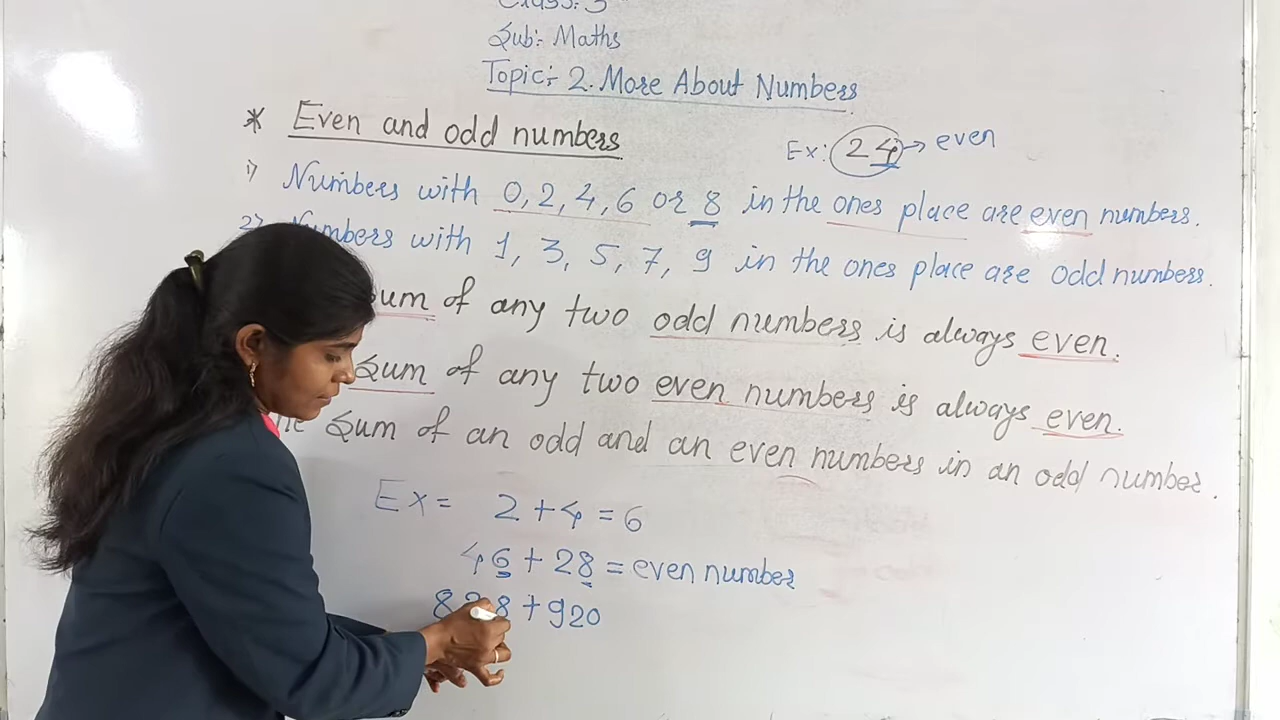 Class: 3
Sub:- Maths
Topic:- 2. More About Numbers
* Even and odd numbers
Ex: 24 → even
1) Numbers with 0, 2, 4, 6 or 8 in the ones place are even numbers.
2) Numbers with 1, 3, 5, 7, 9 in the ones place are odd numbers.
Sum of any two odd numbers is always even.
Sum of any two even numbers is always even.
Sum of an odd and an even numbers in an odd number.
Ex = 2 + 4 = 6
46 + 28 = even number
+ 920